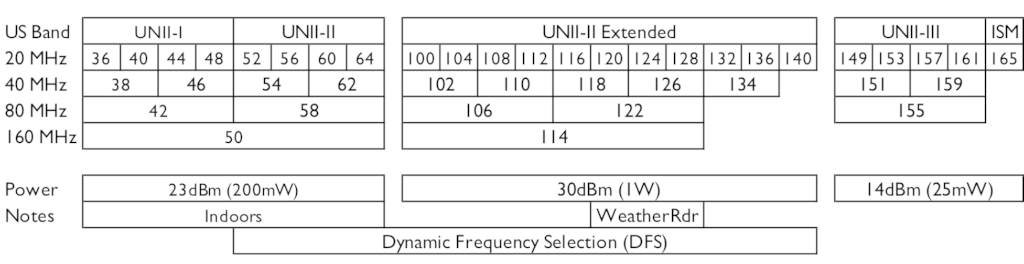 US Band UNII-I UNII-II UNII-II Extended UNII-III ISM
20 MHz 36 40 44 48 52 56 60 64 100 104 108 112 116 120 124 128 132 136 140 149 153 157 161 165
40 MHz 38 46 54 62 102 110 118 126 134 151 159
80 MHz 42 58 106 122 155
160 MHz 50 114
Power 23dBm (200mW) 30dBm (1W) 14dBm (25mW)
Notes Indoors WeatherRdr
Dynamic Frequency Selection (DFS)